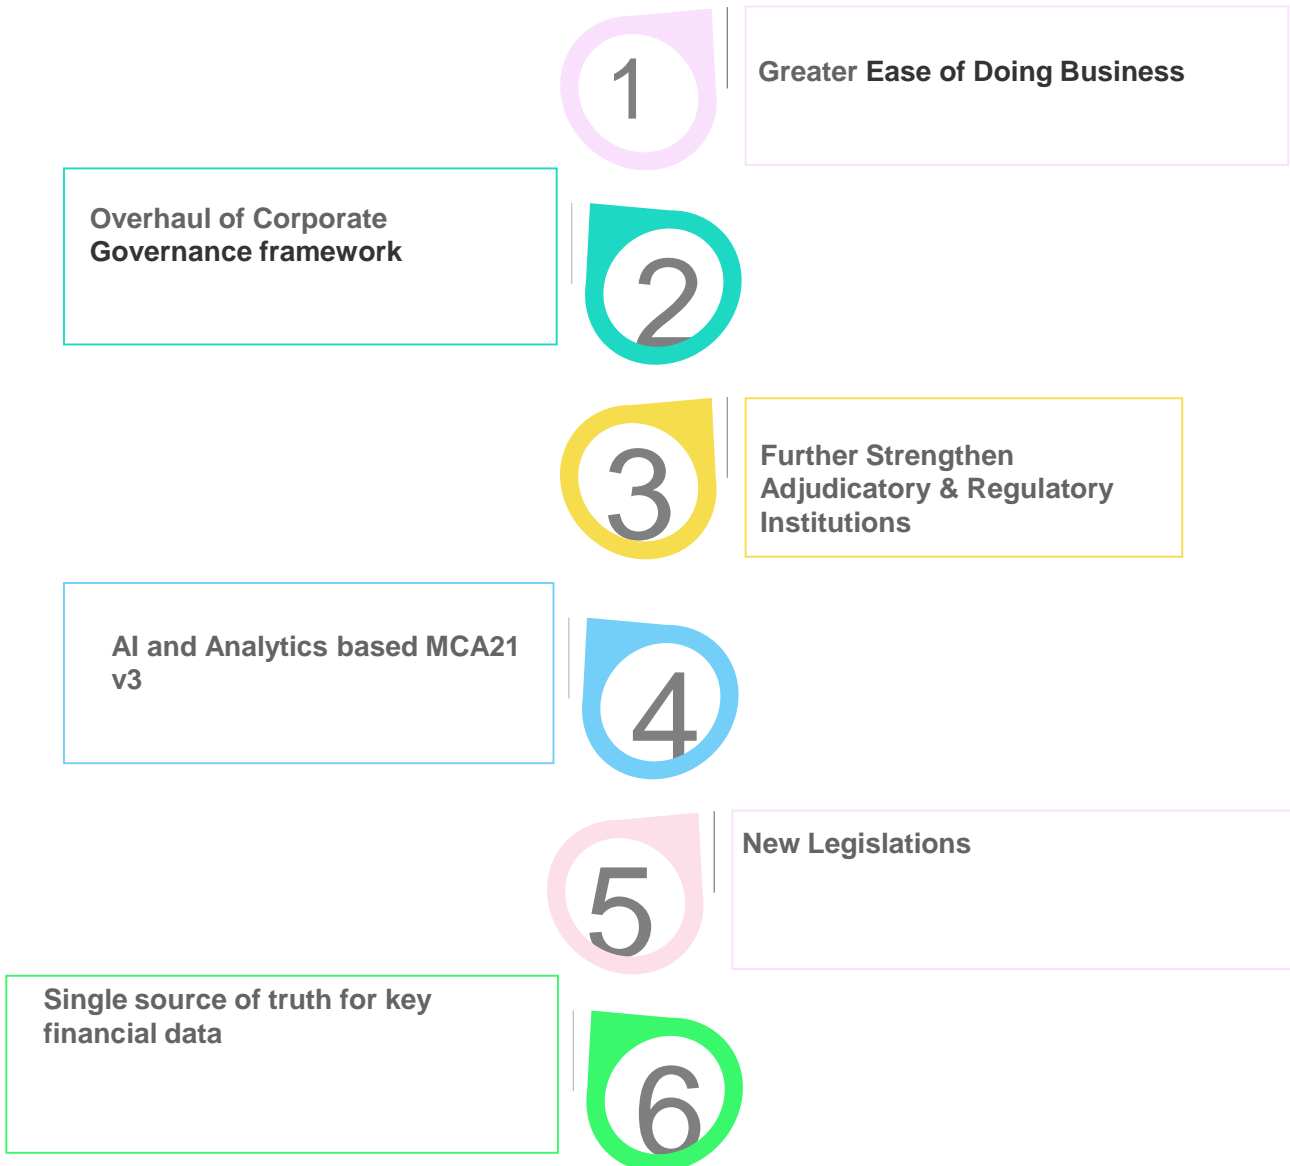 1
Greater Ease of Doing Business
Overhaul of Corporate
Governance framework
2
3
Further Strengthen
Adjudicatory & Regulatory
Institutions
AI and Analytics based MCA21
v3
4
5
New Legislations
Single source of truth for key
financial data
6